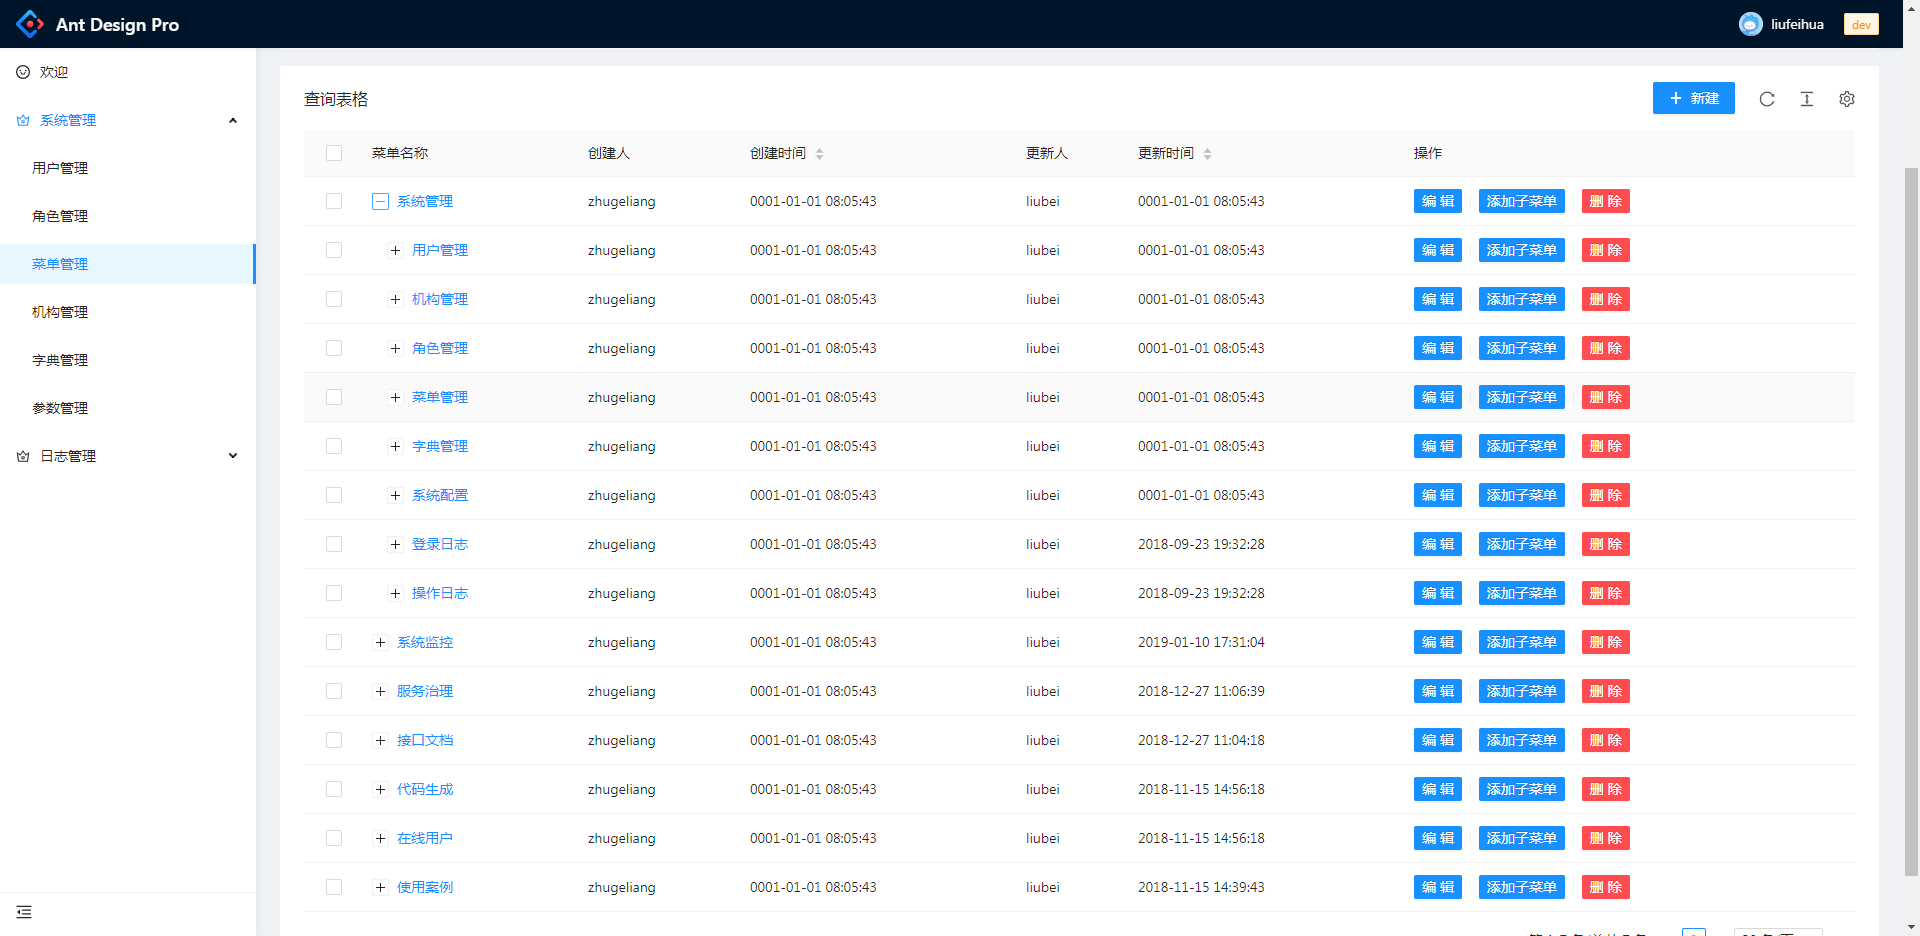 Ant Design Pro
liufeihua
dev
欢迎
系统管理
用户管理
角色管理
菜单管理
机构管理
字典管理
参数管理
日志管理
查询表格
新建
菜单名称 创建人 创建时间 更新人 更新时间 操作
系统管理 zhugeliang 0001-01-01 08:05:43 liubei 0001-01-01 08:05:43 编 辑 添加子菜单 删 除
用户管理 zhugeliang 0001-01-01 08:05:43 liubei 0001-01-01 08:05:43 编 辑 添加子菜单 删 除
机构管理 zhugeliang 0001-01-01 08:05:43 liubei 0001-01-01 08:05:43 编 辑 添加子菜单 删 除
角色管理 zhugeliang 0001-01-01 08:05:43 liubei 0001-01-01 08:05:43 编 辑 添加子菜单 删 除
菜单管理 zhugeliang 0001-01-01 08:05:43 liubei 0001-01-01 08:05:43 编 辑 添加子菜单 删 除
字典管理 zhugeliang 0001-01-01 08:05:43 liubei 0001-01-01 08:05:43 编 辑 添加子菜单 删 除
系统配置 zhugeliang 0001-01-01 08:05:43 liubei 0001-01-01 08:05:43 编 辑 添加子菜单 删 除
登录日志 zhugeliang 0001-01-01 08:05:43 liubei 2018-09-23 19:32:28 编 辑 添加子菜单 删 除
操作日志 zhugeliang 0001-01-01 08:05:43 liubei 2018-09-23 19:32:28 编 辑 添加子菜单 删 除
系统监控 zhugeliang 0001-01-01 08:05:43 liubei 2019-01-10 17:31:04 编 辑 添加子菜单 删 除
服务治理 zhugeliang 0001-01-01 08:05:43 liubei 2018-12-27 11:06:39 编 辑 添加子菜单 删 除
接口文档 zhugeliang 0001-01-01 08:05:43 liubei 2018-12-27 11:04:18 编 辑 添加子菜单 删 除
代码生成 zhugeliang 0001-01-01 08:05:43 liubei 2018-11-15 14:56:18 编 辑 添加子菜单 删 除
在线用户 zhugeliang 0001-01-01 08:05:43 liubei 2018-11-15 14:56:18 编 辑 添加子菜单 删 除
使用案例 zhugeliang 0001-01-01 08:05:43 liubei 2018-11-15 14:39:43 编 辑 添加子菜单 删 除